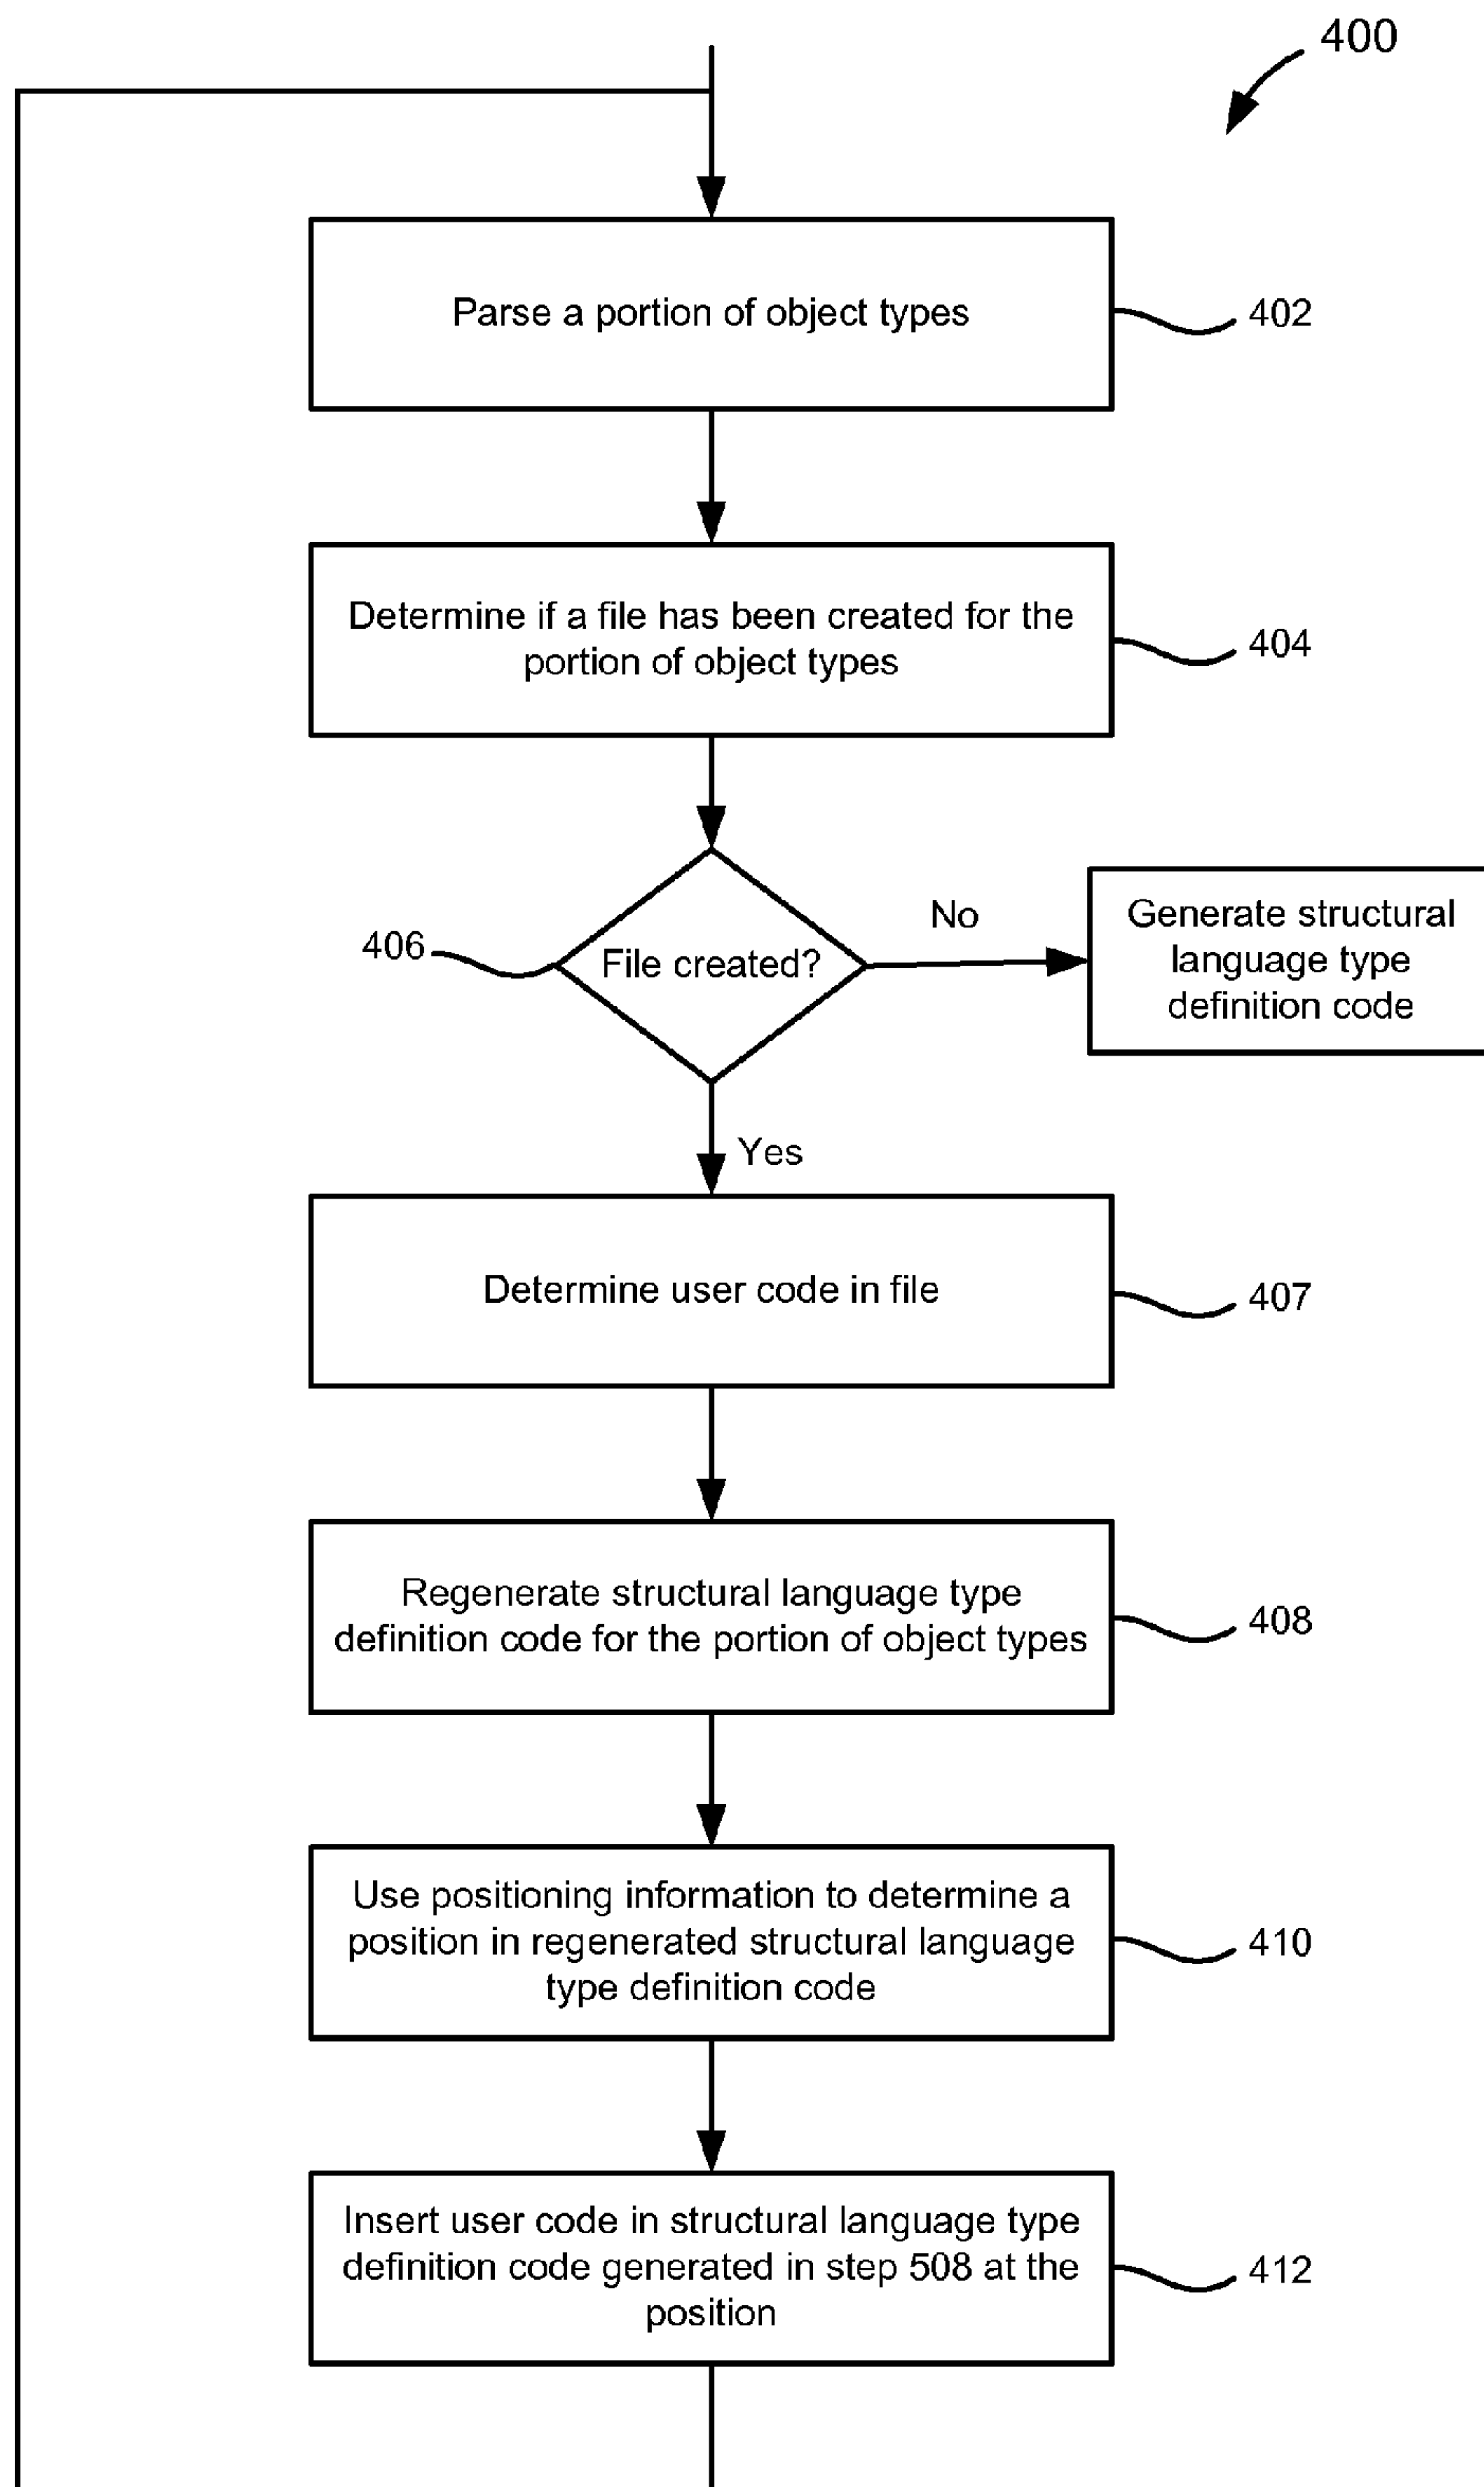 400
Parse a portion of object types
402
Determine if a file has been created for the
portion of object types
404
406
File created?
No
Generate structural
language type
definition code
Yes
Determine user code in file
407
Regenerate structural language type
definition code for the portion of object types
408
Use positioning information to determine a
position in regenerated structural language
type definition code
410
Insert user code in structural language type
definition code generated in step 508 at the
position
412